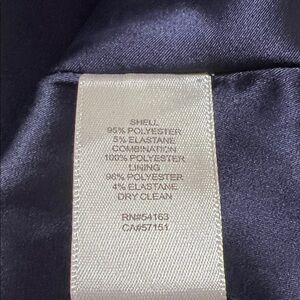 SHELL
95% POLYESTER
5% ELASTANE
COMBINATION
100% POLYESTER
LINING
96% POLYESTER
4% ELASTANE
DRY CLEAN
RN#54163
CA#57151